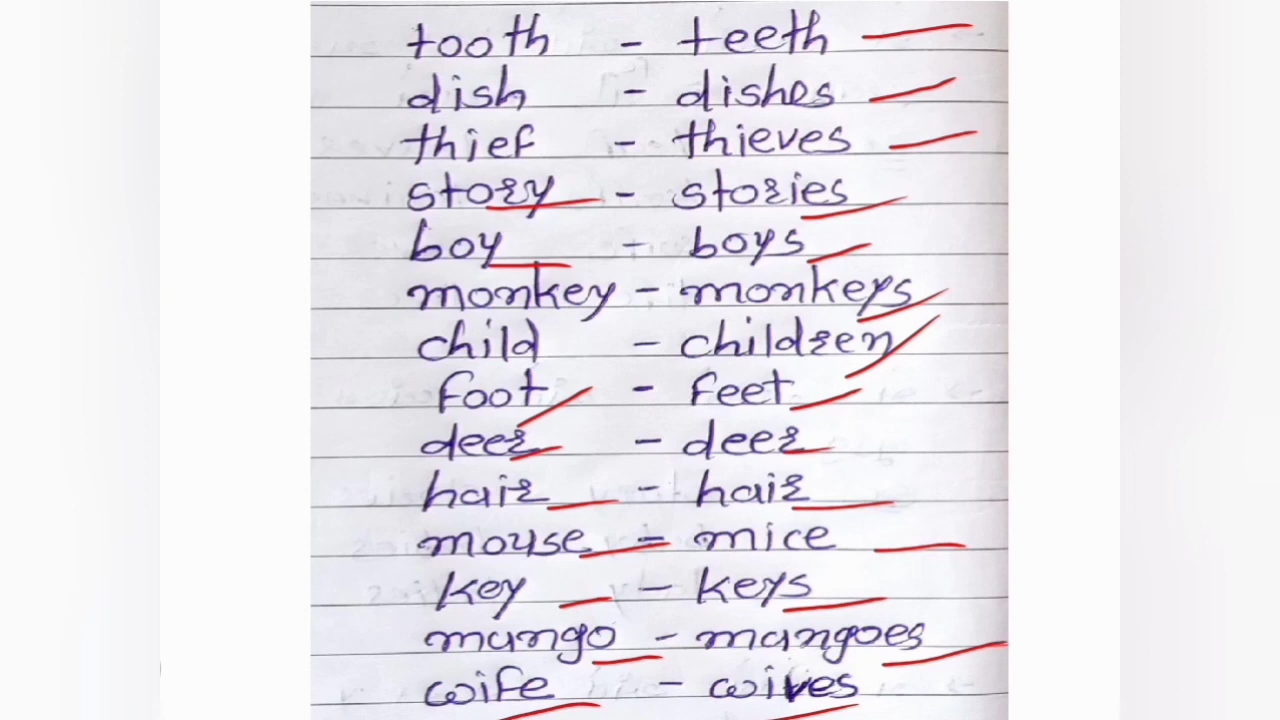 tooth - teeth
dish - dishes
thief - thieves
story - stories
boy - boys
monkey - monkeys
child - children
foot - feet
deer - deer
hair - hair
mouse - mice
key - keys
mango - mangoes
wife - wives